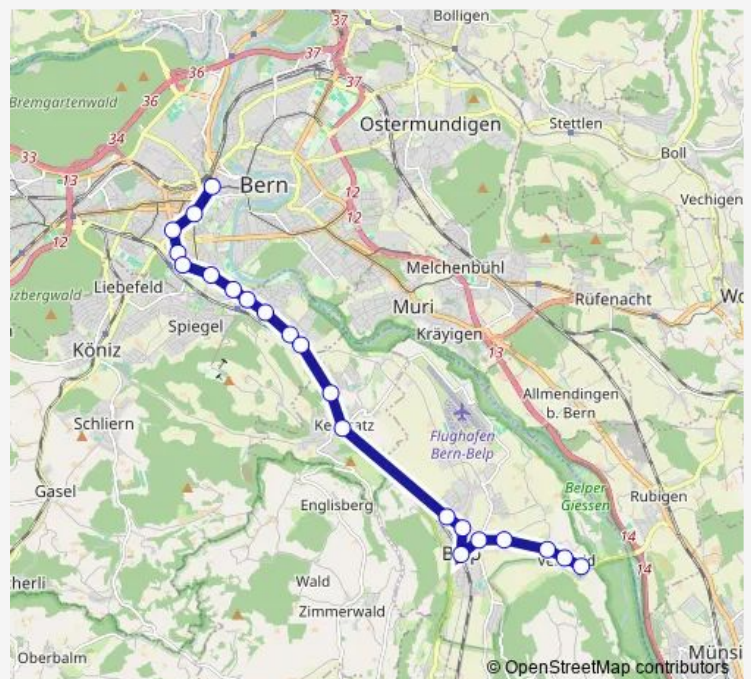 37
Bolligen
37
36
37
Bremgartenwald
36
Ostermundigen
Stettlen
34
Boll
33
13
Bern
12
Vechigen
12
12
Melchenbühl
Liebefeld
Rüfenacht
Muri
Spiegel
Kräyigen
Köniz
13
Allmendingen
b. Bern
Schliern
Flughafen
Bern-Belp
Gasel
Belper
Giessen
Rubigen
Englisberg
14
14
Wald
Zimmerwald
Oberbalm
© OpenStreetMap contributors